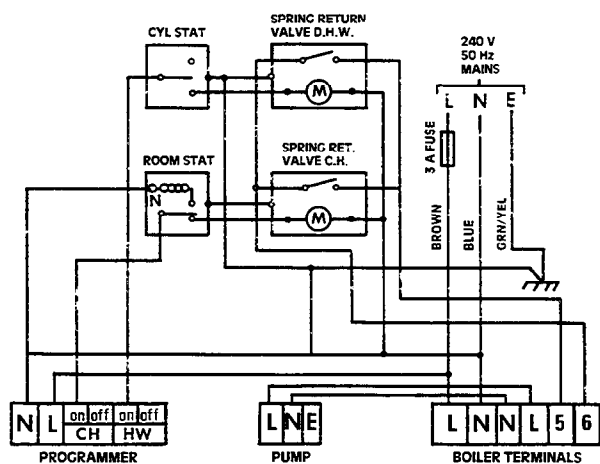 SPRING RETURN
VALVE D.H.W.
CYL STAT
M
240 V
50 Hz
MAINS
L N E
3 A FUSE
SPRING RET.
VALVE C.H.
ROOM STAT
N
M
BROWN
BLUE
GRN/YEL
N L on off on off
CH HW
PROGRAMMER
L N E
PUMP
L N N L 5 6
BOILER TERMINALS